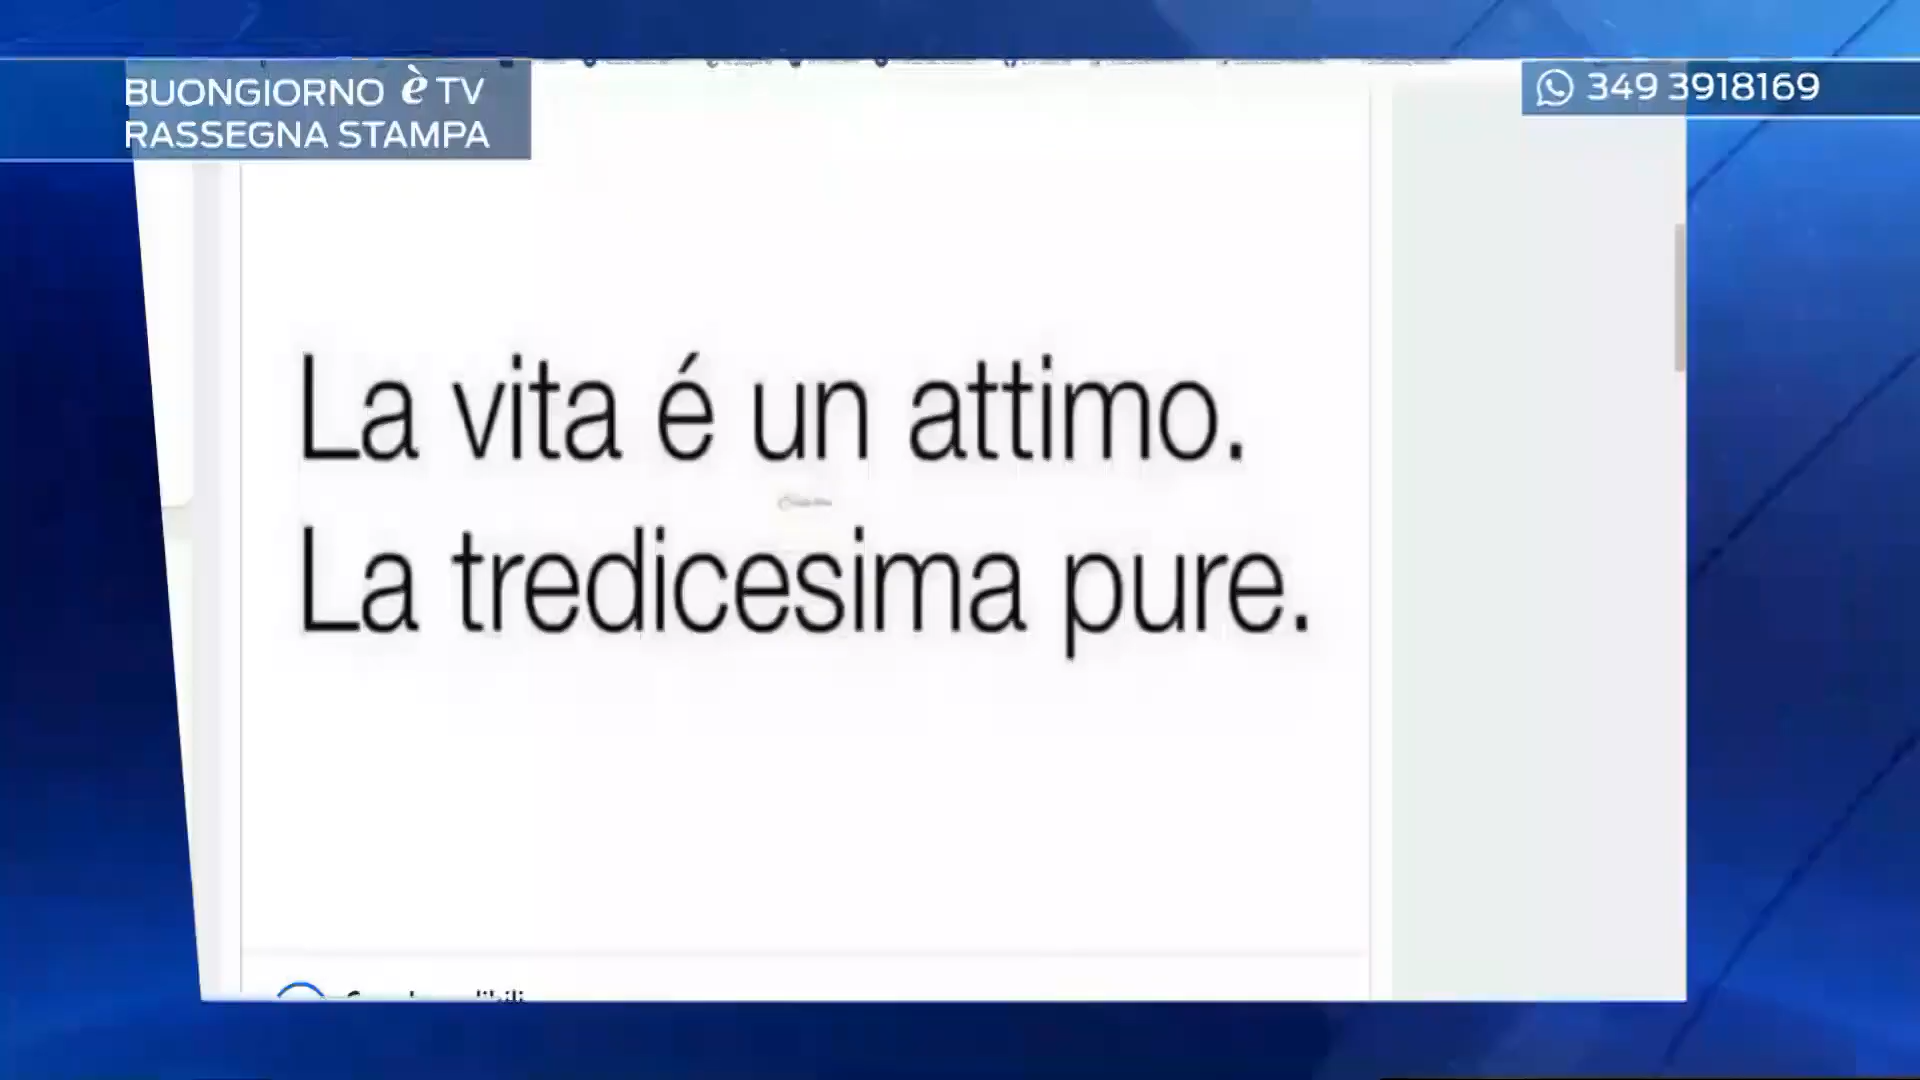 BUONGIORNO è TV
RASSEGNA STAMPA
349 3918169
La vita é un attimo.
La tredicesima pure.